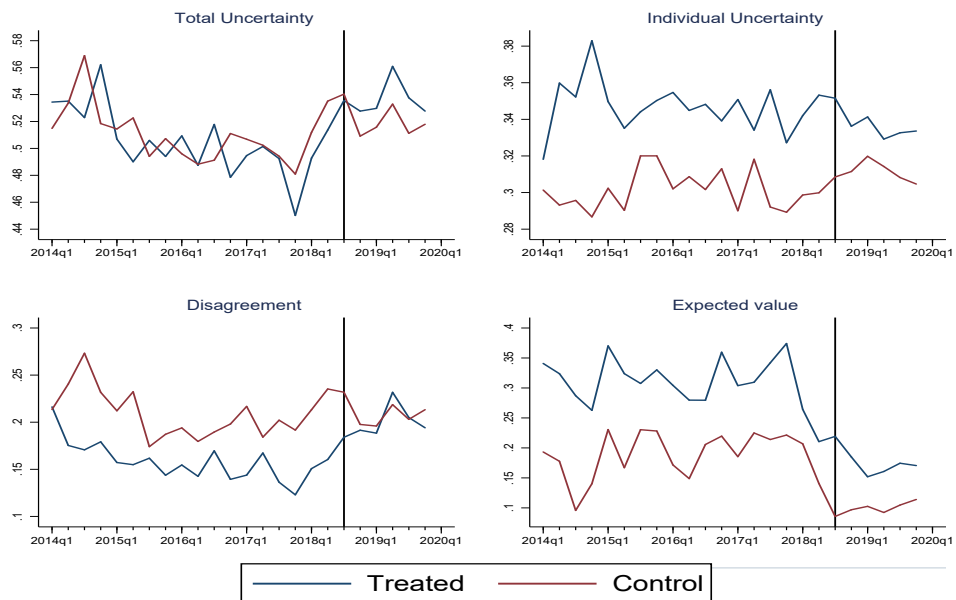 Total Uncertainty
.58
.56
.54
.52
.5
.48
.46
.44
2014q1 2015q1 2016q1 2017q1 2018q1 2019q1 2020q1
Individual Uncertainty
.38
.36
.34
.32
.3
.28
2014q1 2015q1 2016q1 2017q1 2018q1 2019q1 2020q1
Disagreement
.3
.25
.2
.15
.1
2014q1 2015q1 2016q1 2017q1 2018q1 2019q1 2020q1
Expected value
.4
.35
.3
.25
.2
.15
.1
2014q1 2015q1 2016q1 2017q1 2018q1 2019q1 2020q1
Treated Control